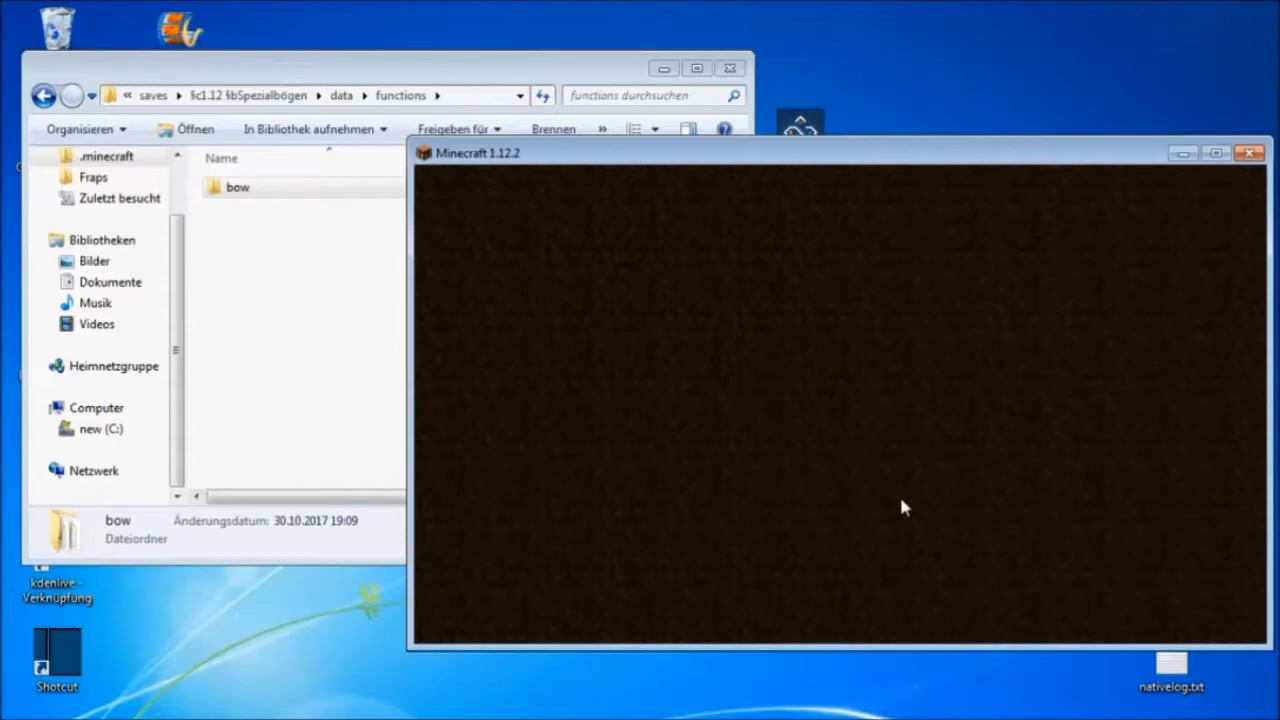 « saves ▸ §c1.12 §bSpezialbögen ▸ data ▸ functions ▸
functions durchsuchen
Organisieren
Öffnen
In Bibliothek aufnehmen
Freigeben für
Brennen
»
.minecraft
Fraps
Zuletzt besucht
Bibliotheken
Bilder
Dokumente
Musik
Videos
Heimnetzgruppe
Computer
new (C:)
Netzwerk
Name
bow
Minecraft 1.12.2
bow
Änderungsdatum: 30.10.2017 19:09
Dateiordner
kdenlive -
Verknüpfung
Shotcut
nativelog.txt